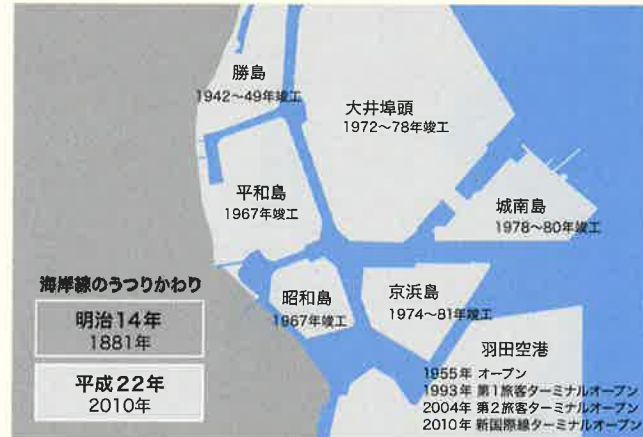 勝島
1942～49年竣工
大井埠頭
1972～78年竣工
平和島
1967年竣工
城南島
1978～80年竣工
海岸線のうつりかわり
明治14年
1881年
平成22年
2010年
昭和島
1967年竣工
京浜島
1974～81年竣工
羽田空港
1955年 オープン
1993年 第1旅客ターミナルオープン
2004年 第2旅客ターミナルオープン
2010年 新国際線ターミナルオープン